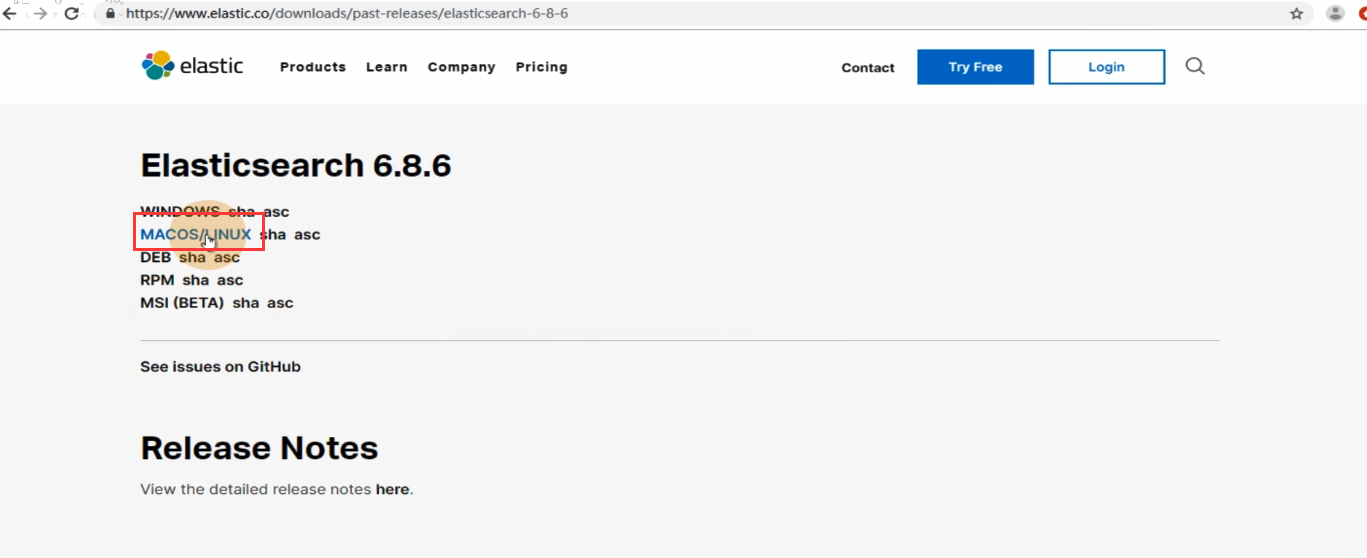 https://www.elastic.co/downloads/past-releases/elasticsearch-6-8-6
elastic Products Learn Company Pricing Contact Try Free Login
Elasticsearch 6.8.6
WINDOWS sha asc
MACOS/LINUX sha asc
DEB sha asc
RPM sha asc
MSI (BETA) sha asc
See issues on GitHub
Release Notes
View the detailed release notes here.